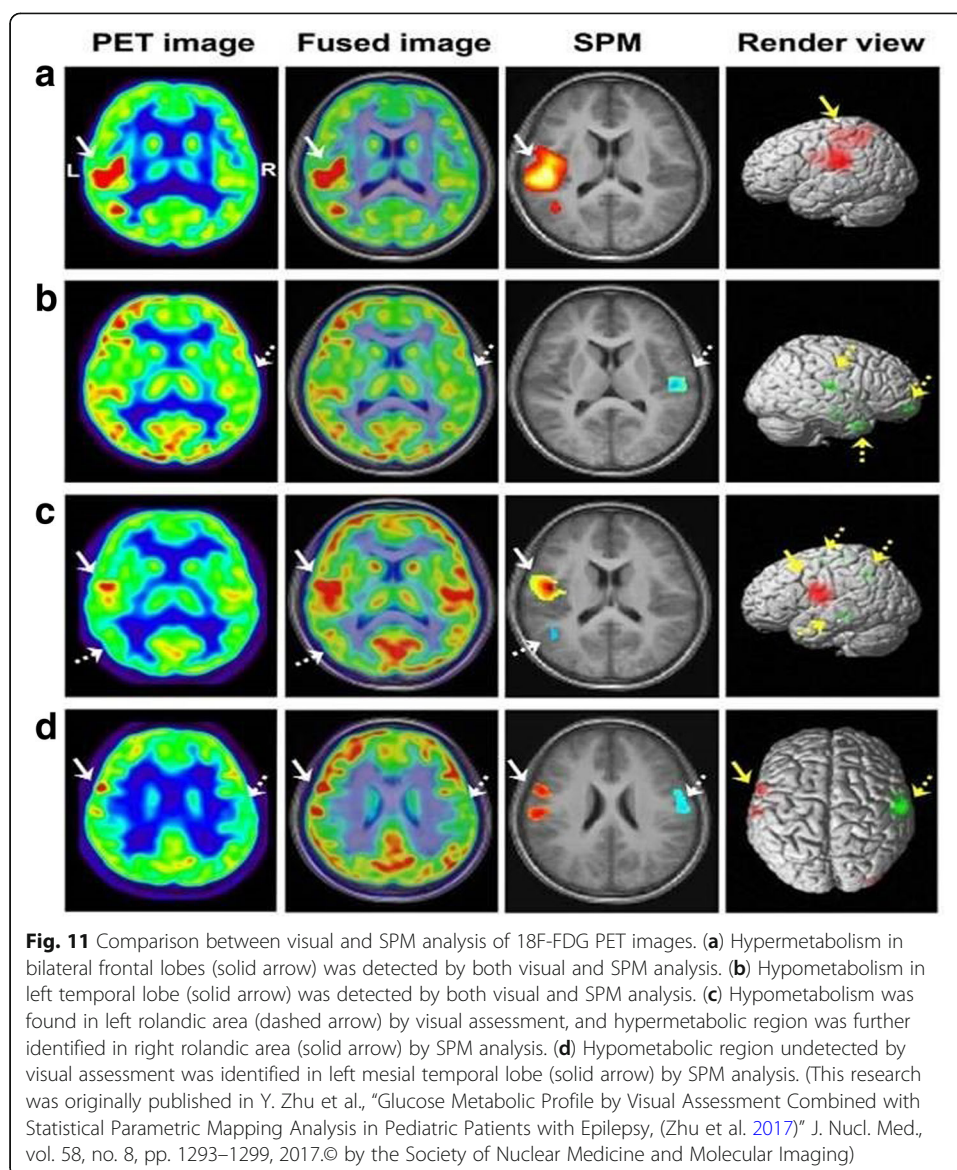 PET image Fused image SPM Render view
a
L R
b
c
d
Fig. 11 Comparison between visual and SPM analysis of 18F-FDG PET images. (a) Hypermetabolism in
bilateral frontal lobes (solid arrow) was detected by both visual and SPM analysis. (b) Hypometabolism in
left temporal lobe (solid arrow) was detected by both visual and SPM analysis. (c) Hypometabolism was
found in left rolandic area (dashed arrow) by visual assessment, and hypermetabolic region was further
identified in right rolandic area (solid arrow) by SPM analysis. (d) Hypometabolic region undetected by
visual assessment was identified in left mesial temporal lobe (solid arrow) by SPM analysis. (This research
was originally published in Y. Zhu et al., “Glucose Metabolic Profile by Visual Assessment Combined with
Statistical Parametric Mapping Analysis in Pediatric Patients with Epilepsy, (Zhu et al. 2017)” J. Nucl. Med.,
vol. 58, no. 8, pp. 1293–1299, 2017.© by the Society of Nuclear Medicine and Molecular Imaging)